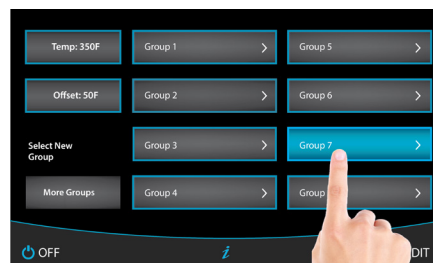 Temp: 350F
Group 1
Group 5
Offset: 50F
Group 2
Group 6
Select New
Group
Group 3
Group 7
More Groups
Group 4
Group
OFF
i
DIT